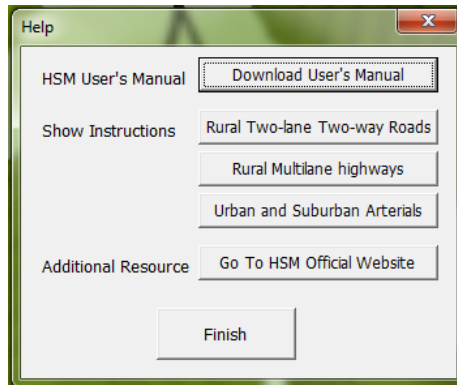 Help
HSM User's Manual Download User's Manual
Show Instructions Rural Two-lane Two-way Roads
Rural Multilane highways
Urban and Suburban Arterials
Additional Resource Go To HSM Official Website
Finish